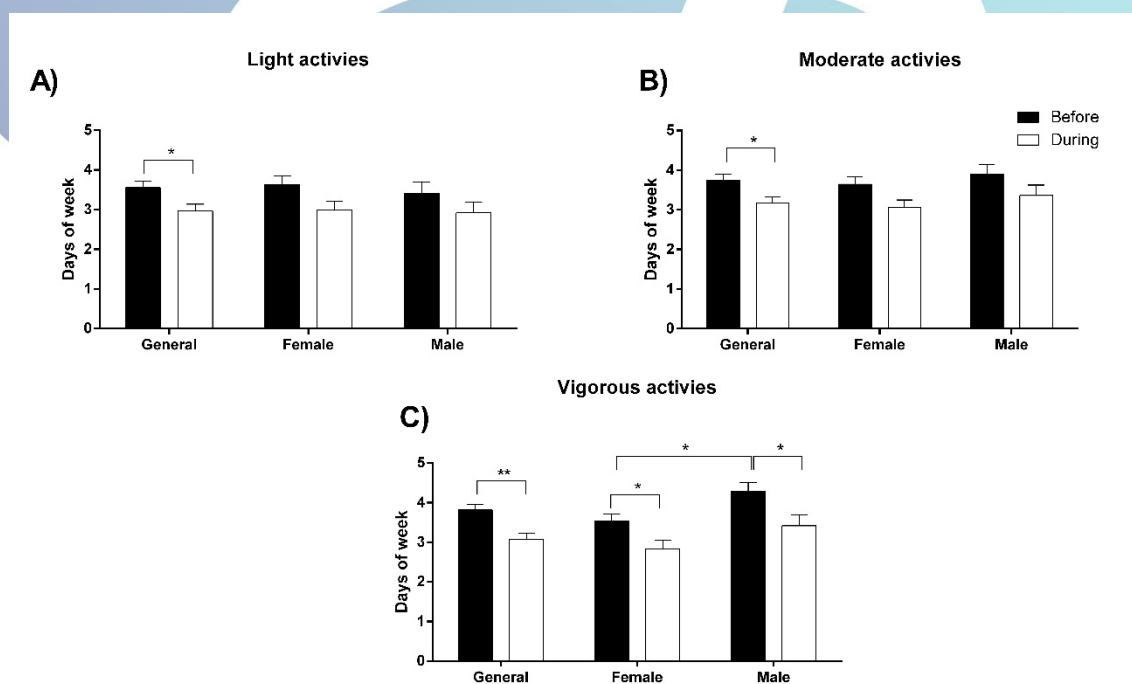 Light activies
A)
*
5
4
3
2
1
0
Days of week
General Female Male
Moderate activies
B)
Before
During
*
5
4
3
2
1
0
Days of week
General Female Male
Vigorous activies
C)
** * * *
5
4
3
2
1
0
Days of week
General Female Male